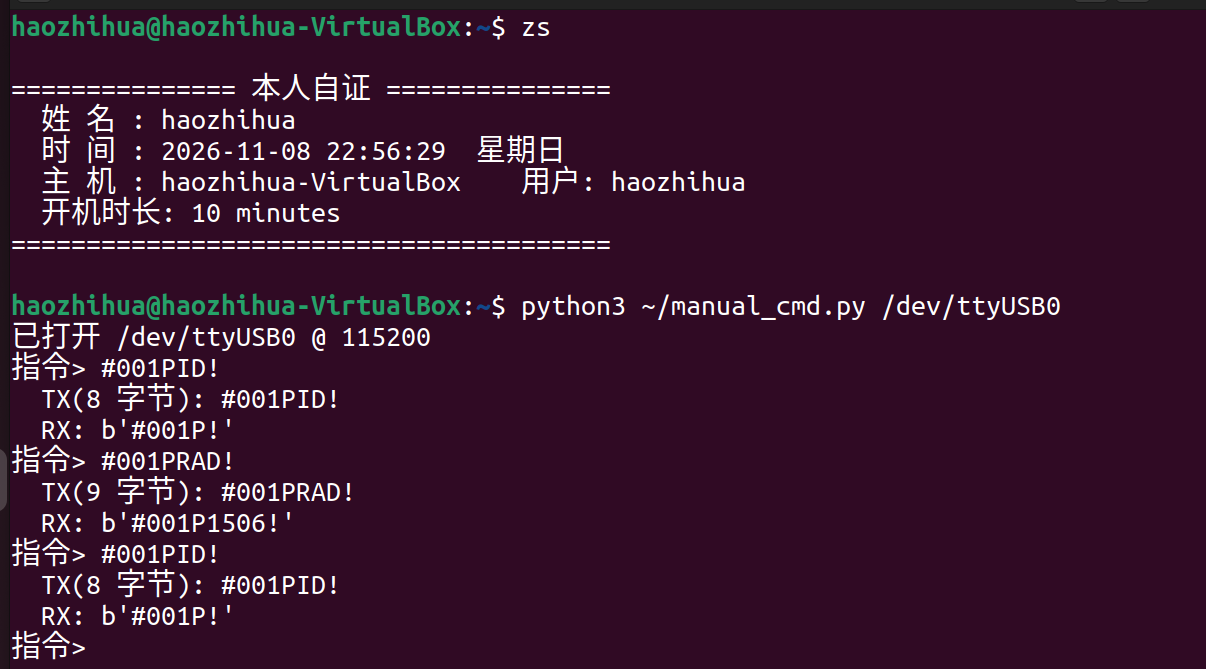 haozhihua@haozhihua-VirtualBox:~$ zs
=============== 本人自证 ===============
姓 名 : haozhihua
时 间 : 2026-11-08 22:56:29 星期日
主 机 : haozhihua-VirtualBox 用户: haozhihua
开机时长: 10 minutes
========================================
haozhihua@haozhihua-VirtualBox:~$ python3 ~/manual_cmd.py /dev/ttyUSB0
已打开 /dev/ttyUSB0 @ 115200
指令> #001PID!
TX(8 字节): #001PID!
RX: b'#001P!'
指令> #001PRAD!
TX(9 字节): #001PRAD!
RX: b'#001P1506!'
指令> #001PID!
TX(8 字节): #001PID!
RX: b'#001P!'
指令>